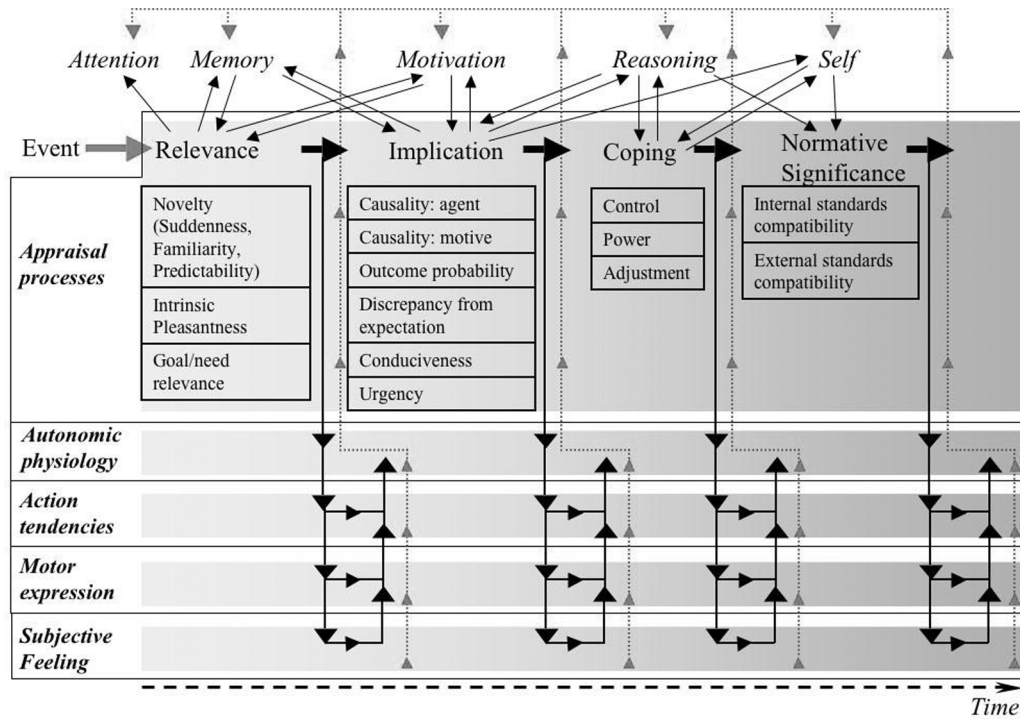 Attention Memory Motivation Reasoning Self
Event Relevance Implication Coping Normative
Significance
Appraisal
processes
Novelty
(Suddenness,
Familiarity,
Predictability)
Intrinsic
Pleasantness
Goal/need
relevance
Causality: agent
Causality: motive
Outcome probability
Discrepancy from
expectation
Conduciveness
Urgency
Control
Power
Adjustment
Internal standards
compatibility
External standards
compatibility
Autonomic
physiology
Action
tendencies
Motor
expression
Subjective
Feeling
Time